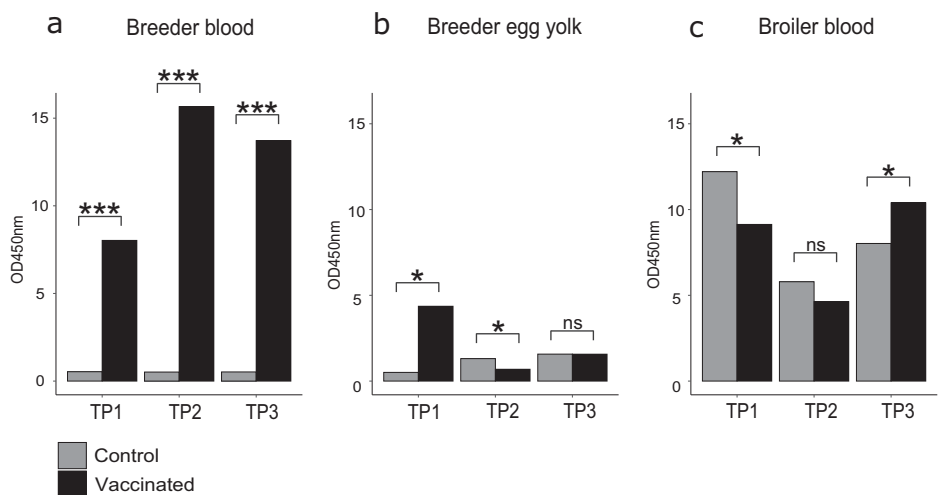 a Breeder blood
***
***
***
OD450nm
15
10
5
0
TP1 TP2 TP3
b Breeder egg yolk
*
*
ns
OD450nm
15
10
5
0
TP1 TP2 TP3
c Broiler blood
*
ns
*
OD450nm
15
10
5
0
TP1 TP2 TP3
Control
Vaccinated